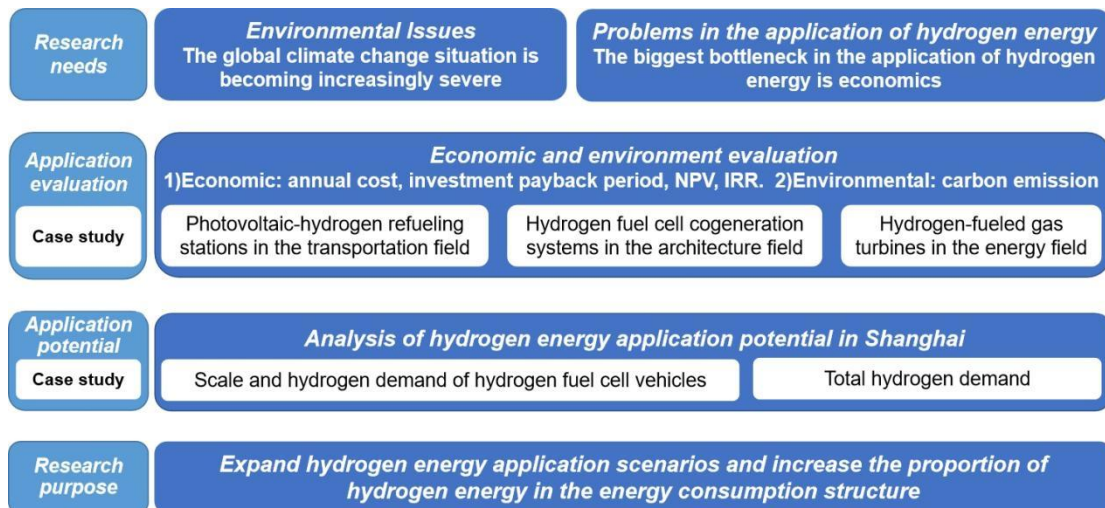 Research
needs
Environmental Issues
The global climate change situation is
becoming increasingly severe
Problems in the application of hydrogen energy
The biggest bottleneck in the application of hydrogen
energy is economics
Application
evaluation
Case study
Economic and environment evaluation
1)Economic: annual cost, investment payback period, NPV, IRR. 2)Environmental: carbon emission
Photovoltaic-hydrogen refueling
stations in the transportation field
Hydrogen fuel cell cogeneration
systems in the architecture field
Hydrogen-fueled gas
turbines in the energy field
Application
potential
Case study
Analysis of hydrogen energy application potential in Shanghai
Scale and hydrogen demand of hydrogen fuel cell vehicles
Total hydrogen demand
Research
purpose
Expand hydrogen energy application scenarios and increase the proportion of
hydrogen energy in the energy consumption structure